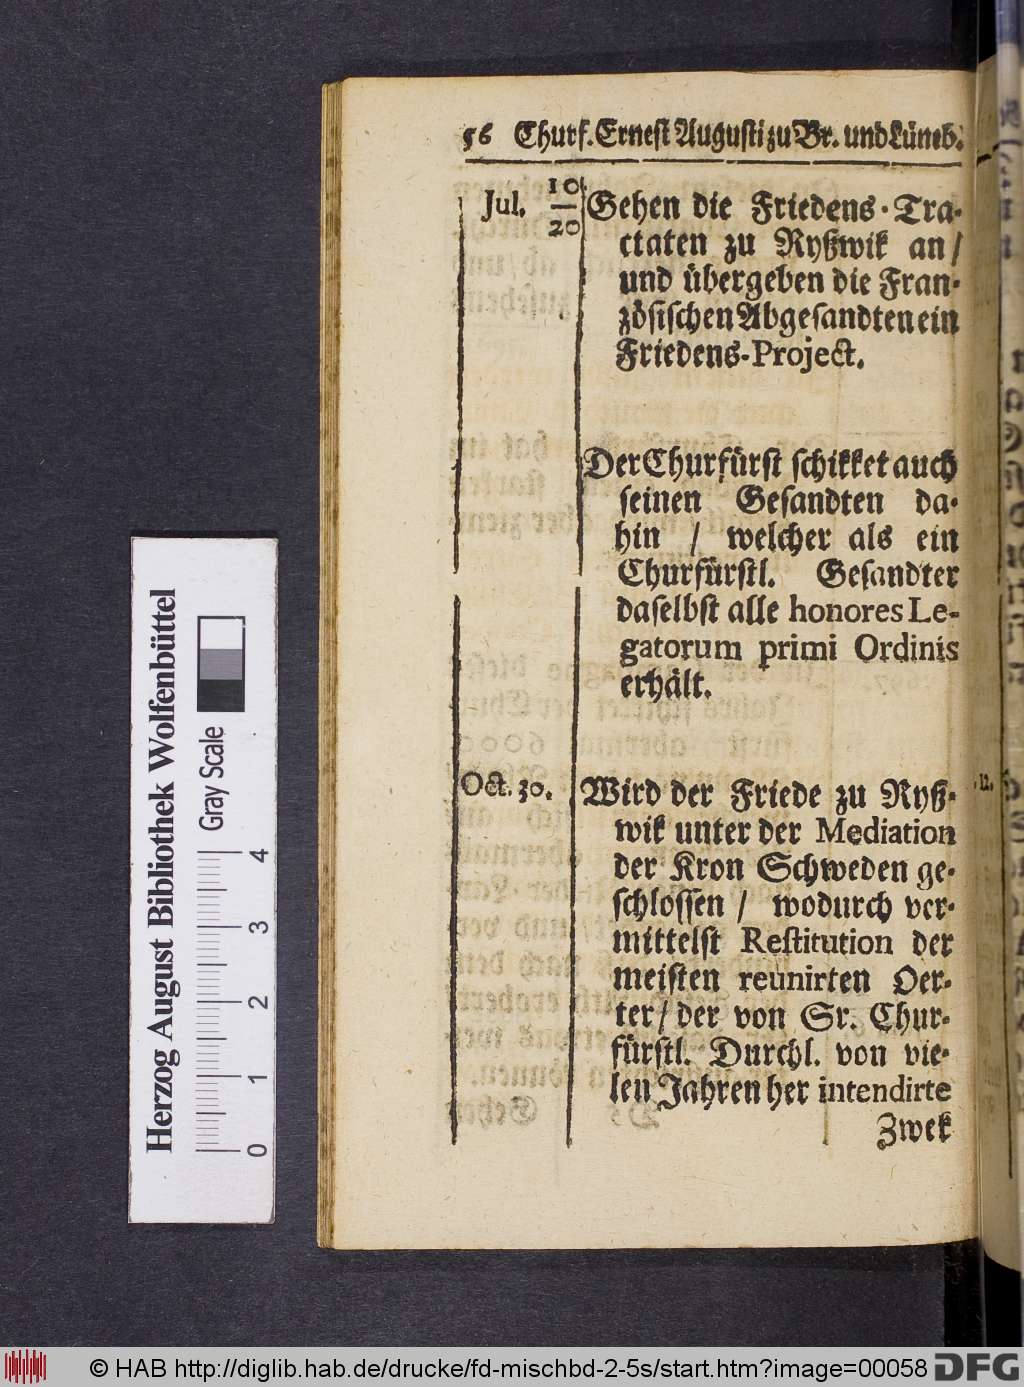 56 Churf. Ernest Augusti zu Br. und Lüneb.
Jul. 10/20 Gehen die Friedens-Tra-
ctaten zu Ryßwik an/
und übergeben die Fran-
zösischen Abgesandten ein
Friedens-Project.
Der Churfürst schikket auch
seinen Gesandten da-
hin / welcher als ein
Churfürstl. Gesandter
daselbst alle honores Le-
gatorum primi Ordinis
erhält.
Oct. 30. Wird der Friede zu Ryß-
wik unter der Mediation
der Kron Schweden ge-
schlossen / wodurch ver-
mittelst Restitution der
meisten reunirten Oer-
ter/ der von Sr. Chur-
fürstl. Durchl. von vie-
len Jahren her intendirte
Zwek
Herzog August Bibliothek Wolfenbüttel
Gray Scale
0 1 2 3 4
© HAB http://diglib.hab.de/drucke/fd-mischbd-2-5s/start.htm?image=00058
DFG